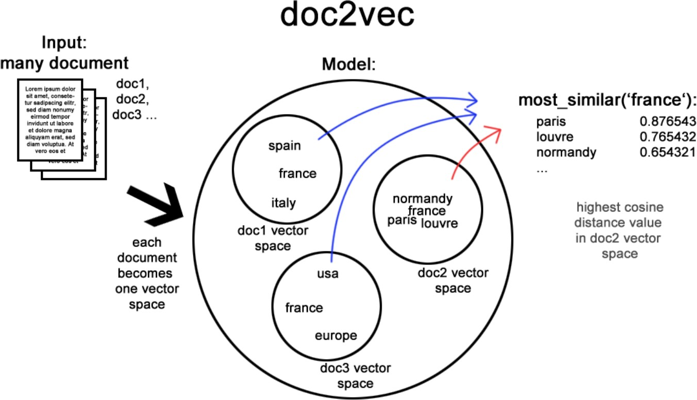 doc2vec
Input:
many document
doc1,
doc2,
doc3 ...
Lorem ipsum dolor
sit amet, consete-
tur sadipscing elitr,
sed diam nonumy
eirmod tempor
invidunt ut labore
et dolore magna
aliquyam erat, sed
diam voluptua. At
vero eos et
each
document
becomes
one vector
space
Model:
spain
france
italy
doc1 vector
space
normandy
france
paris louvre
doc2 vector
space
usa
france
europe
doc3 vector
space
most_similar('france'):
paris 0.876543
louvre 0.765432
normandy 0.654321
...
highest cosine
distance value
in doc2 vector
space